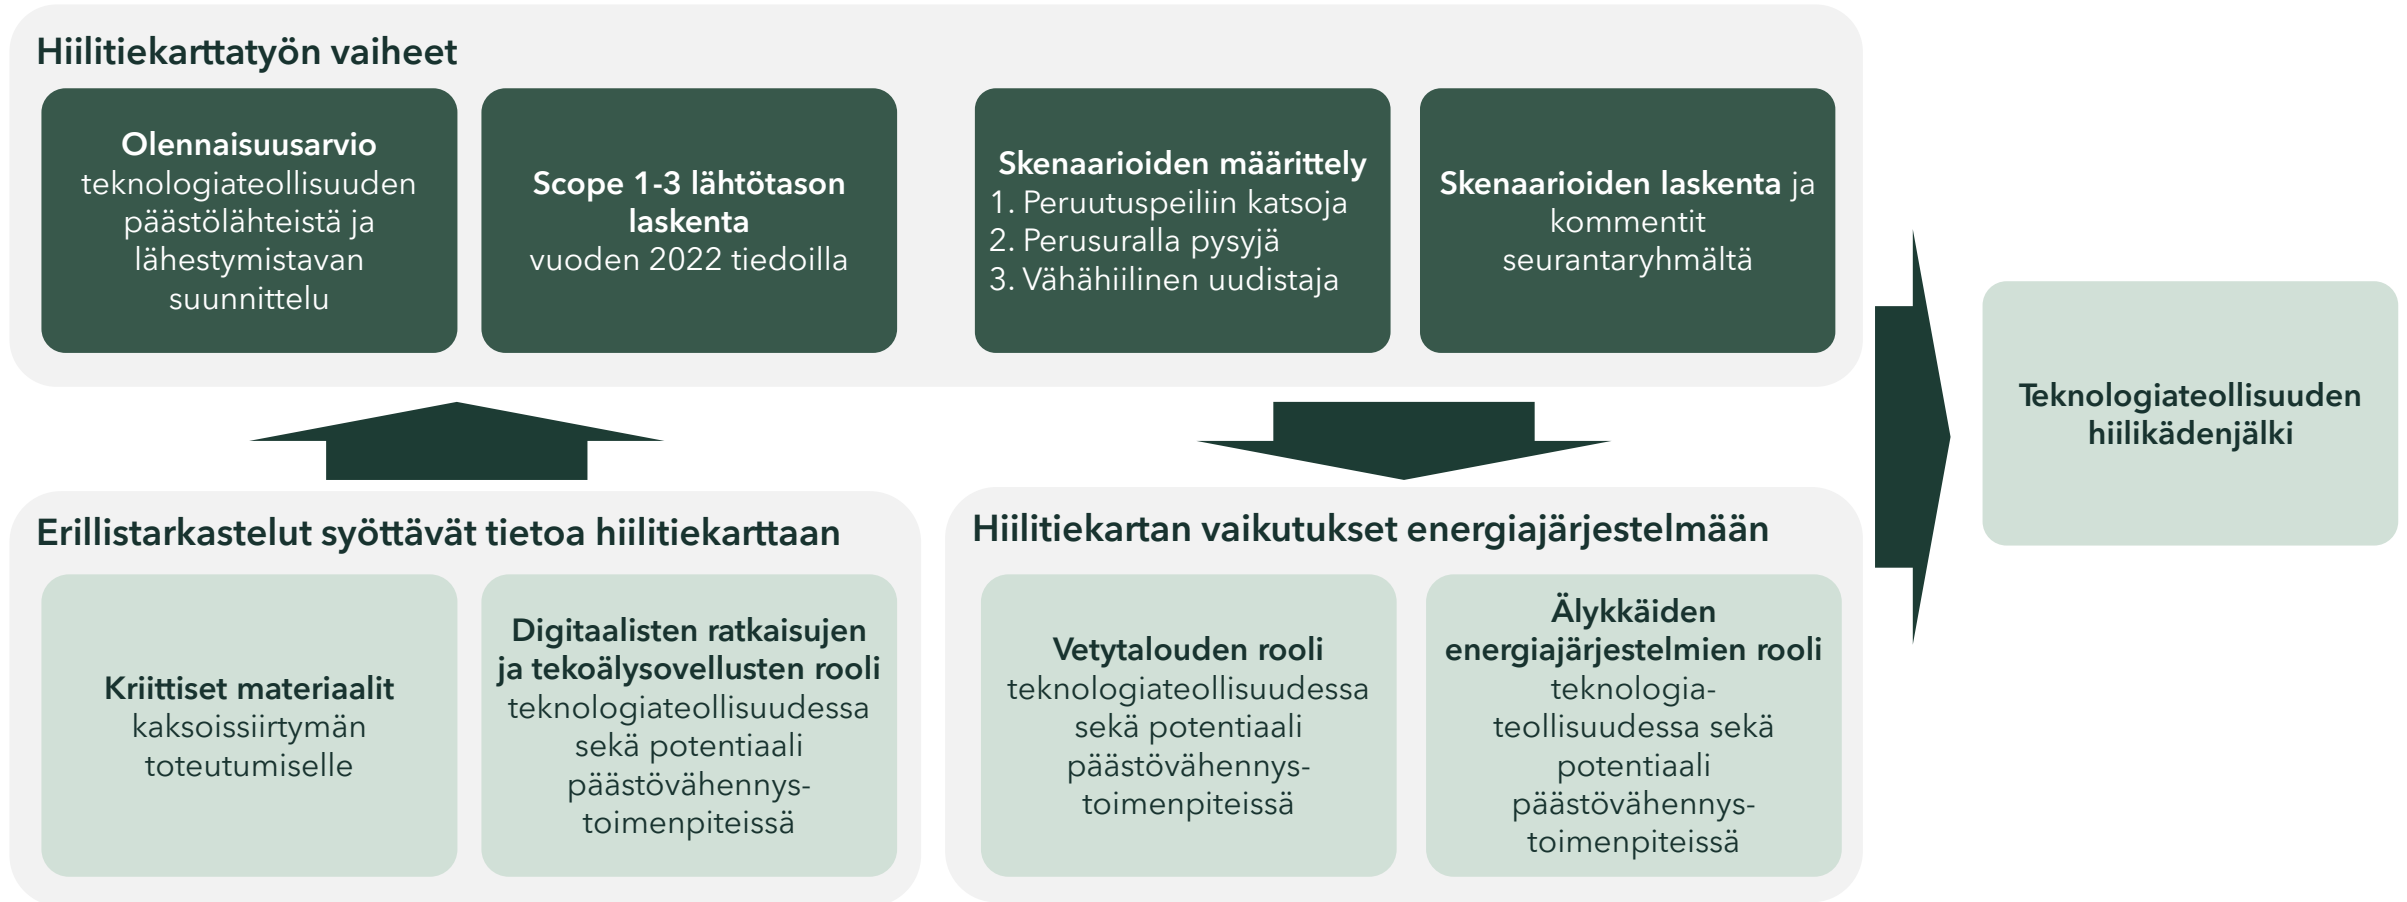 Hiilitiekarttatyön vaiheet
Olennaisuusarvio
teknologiateollisuuden
päästölähteistä ja
lähestymistavan
suunnittelu
Scope 1-3 lähtötason
laskenta
vuoden 2022 tiedoilla
Skenaarioiden määrittely
1. Peruutuspeiliin katsoja
2. Perusuralla pysyjä
3. Vähähiilinen uudistaja
Skenaarioiden laskenta ja
kommentit
seurantaryhmältä
Teknologiateollisuuden
hiilikädenjälki
Erillistarkastelut syöttävät tietoa hiilitiekarttaan
Kriittiset materiaalit
kaksoissiirtymän
toteutumiselle
Digitaalisten ratkaisujen
ja tekoälysovellusten rooli
teknologiateollisuudessa
sekä potentiaali
päästövähennys-
toimenpiteissä
Hiilitiekartan vaikutukset energiajärjestelmään
Vetytalouden rooli
teknologiateollisuudessa
sekä potentiaali
päästövähennys-
toimenpiteissä
Älykkäiden
energiajärjestelmien rooli
teknologia-
teollisuudessa sekä
potentiaali
päästövähennys-
toimenpiteissä